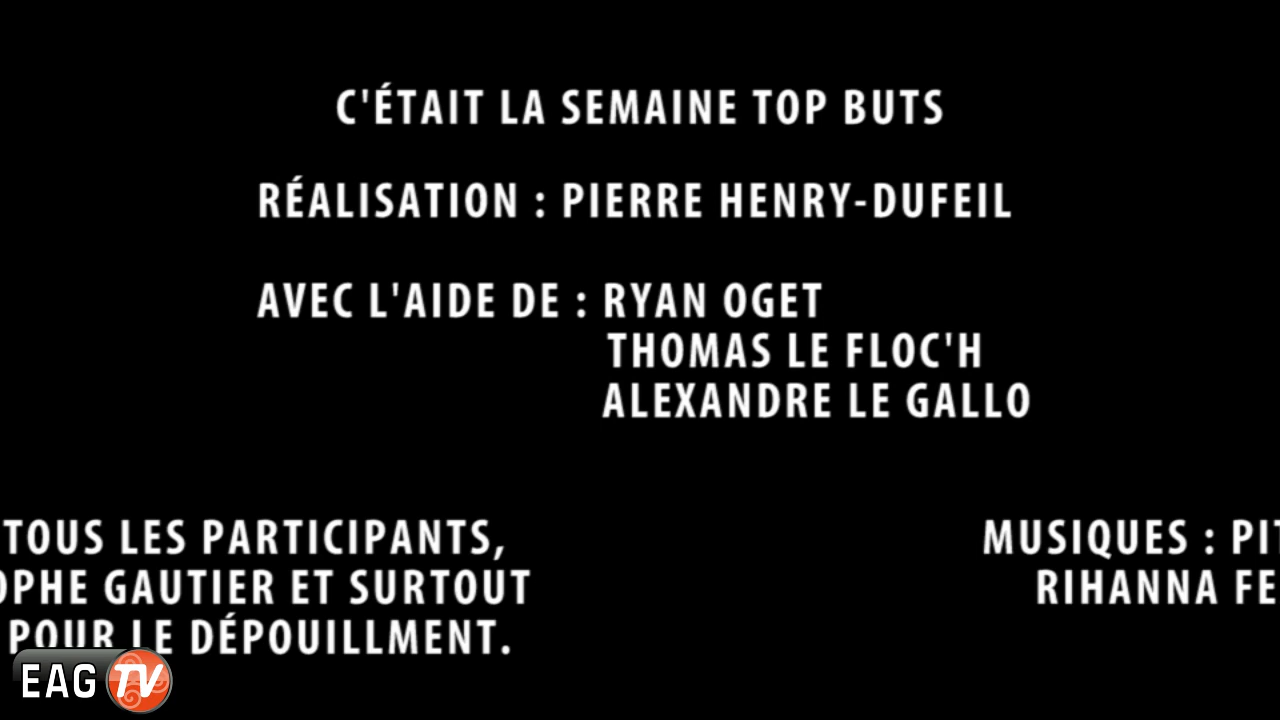 C'ÉTAIT LA SEMAINE TOP BUTS
RÉALISATION : PIERRE HENRY-DUFEIL
AVEC L'AIDE DE : RYAN OGET
THOMAS LE FLOC'H
ALEXANDRE LE GALLO
TOUS LES PARTICIPANTS,
GAUTIER ET SURTOUT
POUR LE DÉPOUILLMENT.
MUSIQUES :
RIHANNA
EAG TV